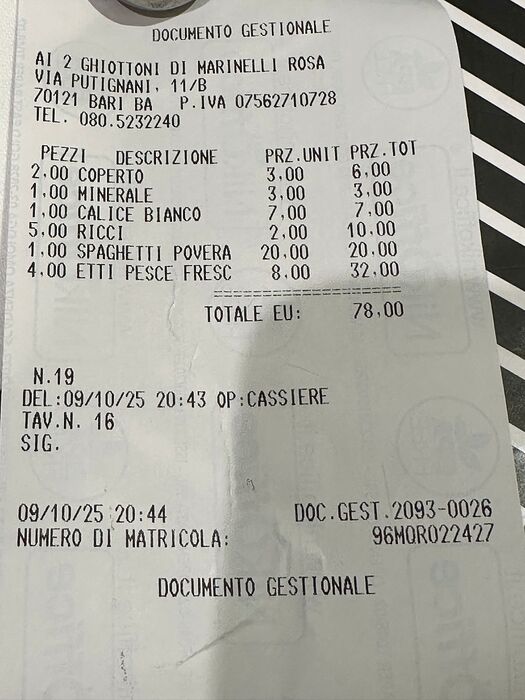 DOCUMENTO GESTIONALE
AI 2 GHIOTTONI DI MARINELLI ROSA
VIA PUTIGNANI, 11/B
70121 BARI BA P.IVA 07562710728
TEL. 080.5232240
PEZZI DESCRIZIONE PRZ.UNIT PRZ.TOT
2,00 COPERTO 3,00 6,00
1,00 MINERALE 3,00 3,00
1,00 CALICE BIANCO 7,00 7,00
5,00 RICCI 2,00 10,00
1,00 SPAGHETTI POVERA 20,00 20,00
4,00 ETTI PESCE FRESC 8,00 32,00
TOTALE EU: 78,00
N.19
DEL:09/10/25 20:43 OP:CASSIERE
TAV.N. 16
SIG.
09/10/25 20:44 DOC.GEST.2093-0026
NUMERO DI MATRICOLA: 96MQR022427
DOCUMENTO GESTIONALE